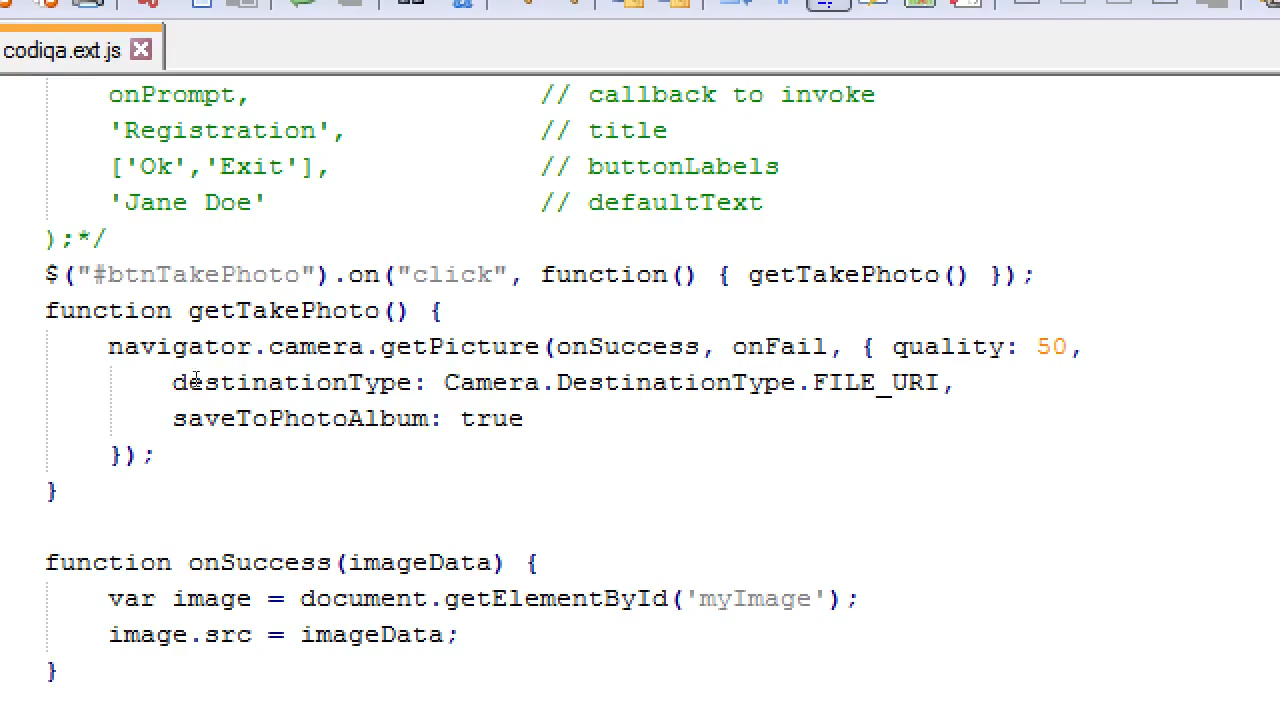 codiqa.ext.js
onPrompt, // callback to invoke
'Registration', // title
['Ok','Exit'], // buttonLabels
'Jane Doe' // defaultText
);*/
$("#btnTakePhoto").on("click", function() { getTakePhoto() });
function getTakePhoto() {
navigator.camera.getPicture(onSuccess, onFail, { quality: 50,
destinationType: Camera.DestinationType.FILE_URI,
saveToPhotoAlbum: true
});
}
function onSuccess(imageData) {
var image = document.getElementById('myImage');
image.src = imageData;
}